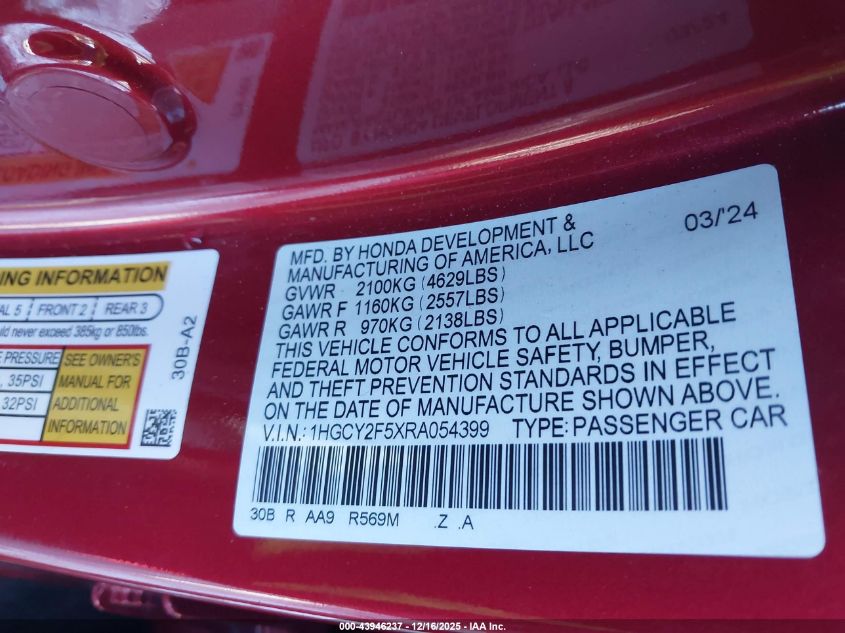 MFD. BY HONDA DEVELOPMENT &
MANUFACTURING OF AMERICA, LLC
03/'24
GVWR 2100KG (4629LBS)
GAWR F 1160KG (2557LBS)
GAWR R 970KG (2138LBS)
THIS VEHICLE CONFORMS TO ALL APPLICABLE
FEDERAL MOTOR VEHICLE SAFETY, BUMPER,
AND THEFT PREVENTION STANDARDS IN EFFECT
ON THE DATE OF MANUFACTURE SHOWN ABOVE.
V.I.N.: 1HGCY2F5XRA054399 TYPE: PASSENGER CAR
30B R AA9 R569M .Z .A
INFORMATION
5 FRONT 2 REAR 3
never exceed 385kg or 850lbs.
PRESSURE
35PSI
32PSI
SEE OWNER'S
MANUAL FOR
ADDITIONAL
INFORMATION
30B-A2
000-43946237 - 12/16/2025 - IAA Inc.